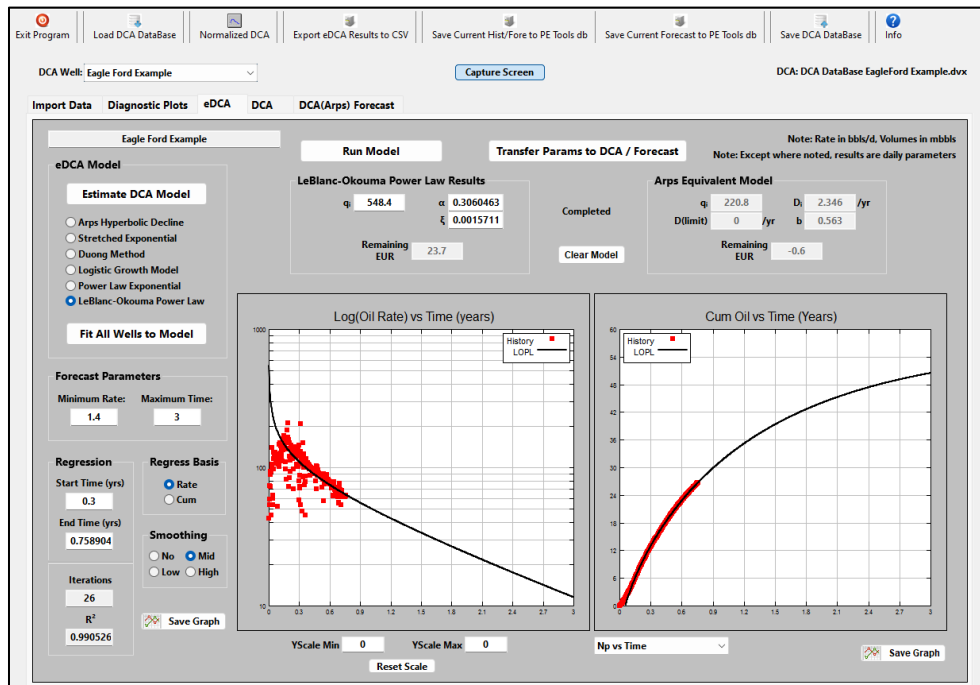 Exit Program
Load DCA DataBase
Normalized DCA
Export eDCA Results to CSV
Save Current Hist/Fore to PE Tools db
Save Current Forecast to PE Tools db
Save DCA DataBase
?
Info
DCA Well: Eagle Ford Example
Capture Screen
DCA: DCA DataBase EagleFord Example.dvx
Import Data
Diagnostic Plots
eDCA
DCA
DCA(Arps) Forecast
Eagle Ford Example
Run Model
Transfer Params to DCA / Forecast
Note: Rate in bbls/d, Volumes in mbbls
Note: Except where noted, results are daily parameters
eDCA Model
Estimate DCA Model
Arps Hyperbolic Decline
Stretched Exponential
Duong Method
Logistic Growth Model
Power Law Exponential
LeBlanc-Okouma Power Law
Fit All Wells to Model
LeBlanc-Okouma Power Law Results
qi 548.4 α 0.3060463
ξ 0.0015711
Remaining
EUR 23.7
Completed
Clear Model
Arps Equivalent Model
qi 220.8 Di 2.346 /yr
D(limit) 0 /yr b 0.563
Remaining
EUR -0.6
Forecast Parameters
Minimum Rate: Maximum Time:
1.4 3
Regression
Start Time (yrs)
0.3
End Time (yrs)
0.758904
Iterations
26
R²
0.990526
Regress Basis
Rate
Cum
Smoothing
No Mid
Low High
Save Graph
Log(Oil Rate) vs Time (years)
History
LOPL
1000
100
10
0 0.3 0.6 0.9 1.2 1.5 1.8 2.1 2.4 2.7 3
YScale Min 0 YScale Max 0
Reset Scale
Cum Oil vs Time (Years)
History
LOPL
60
54
48
42
36
30
24
18
12
6
0
0 0.3 0.6 0.9 1.2 1.5 1.8 2.1 2.4 2.7 3
Np vs Time
Save Graph